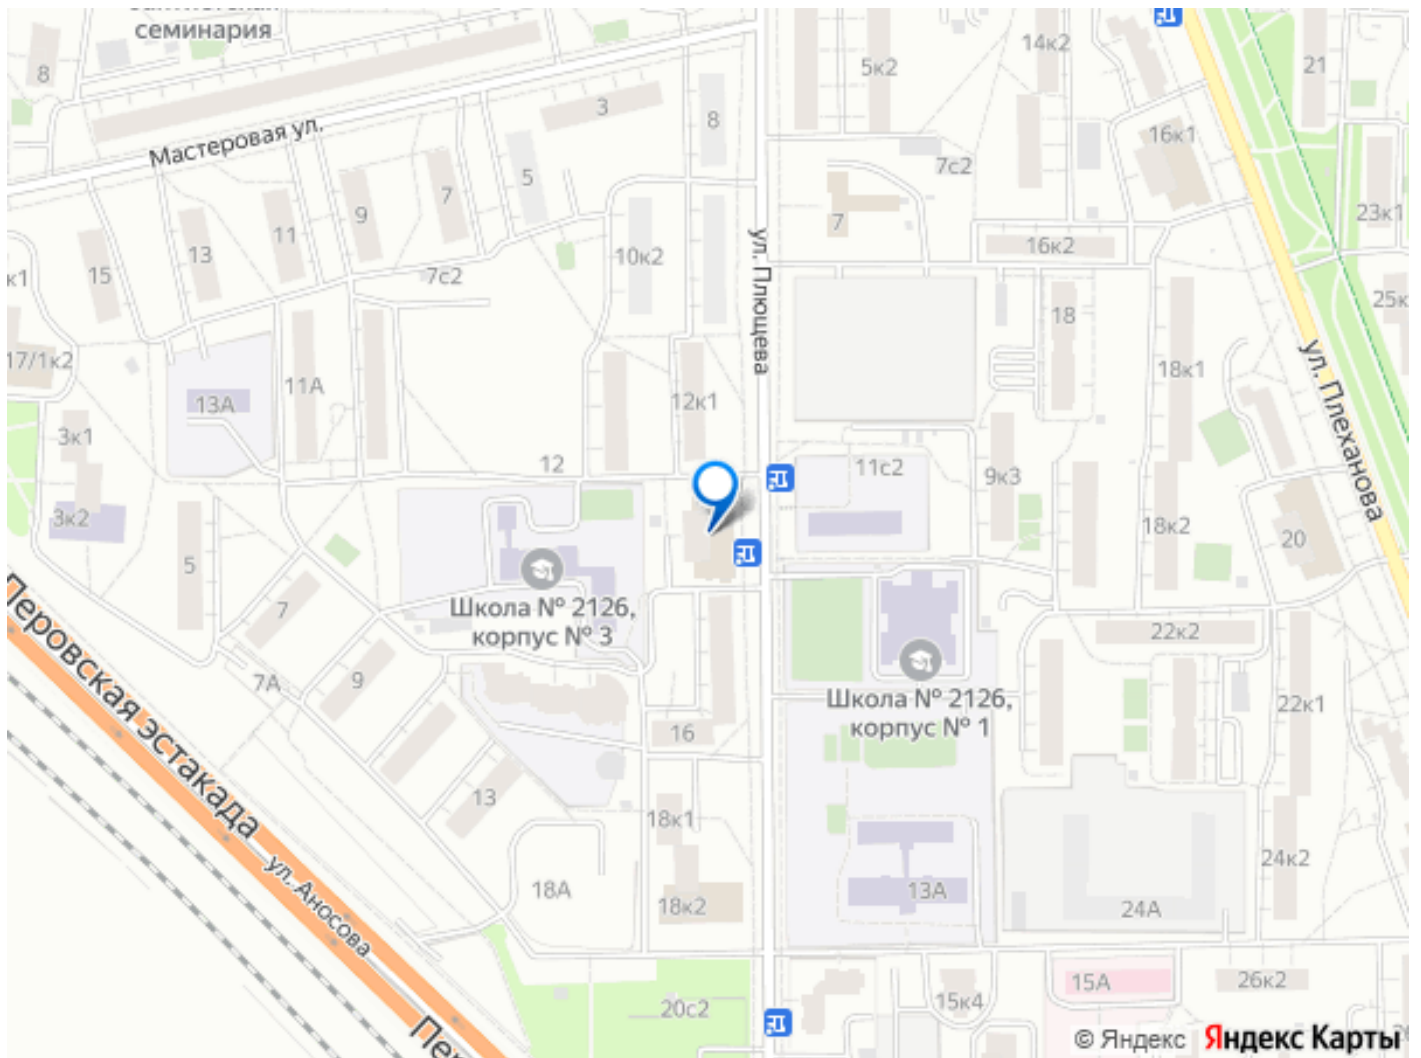 семинария
8
Мастеровая ул.
3
8
5к2
14к2
21
16к1
7с2
5
7
9
11
13
15
7
23к1
16к2
10к2
7с2
к1
ул. Плющева
25к
18
17/1к2
11А
13А
12к1
18к1
ул. Плеханова
3к1
12
11с2
9к3
3к2
18к2
20
5
7
Школа № 2126,
корпус № 3
22к2
9
7А
Школа № 2126,
корпус № 1
22к1
16
Перовская эстакада
13
18к1
24к2
ул. Аносова
18А
18к2
13А
24А
20с2
15к4
15А
26к2
© Яндекс Яндекс Карты